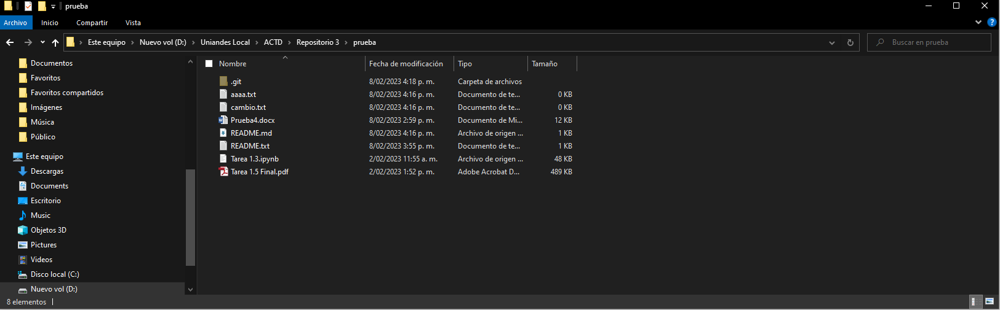 prueba
Archivo Inicio Compartir Vista
Este equipo Nuevo vol (D:) Uniandes Local ACTD Repositorio 3 prueba
Buscar en prueba
Documentos
Favoritos
Favoritos compartidos
Imágenes
Música
Público
Este equipo
Descargas
Documents
Escritorio
Music
Objetos 3D
Pictures
Videos
Disco local (C:)
Nuevo vol (D:)
Nombre Fecha de modificación Tipo Tamaño
.git 8/02/2023 4:18 p. m. Carpeta de archivos
aaaa.txt 8/02/2023 4:16 p. m. Documento de te... 0 KB
cambio.txt 8/02/2023 4:16 p. m. Documento de te... 0 KB
Prueba4.docx 8/02/2023 2:59 p. m. Documento de Mi... 12 KB
README.md 8/02/2023 4:16 p. m. Archivo de origen ... 1 KB
README.txt 8/02/2023 3:55 p. m. Documento de te... 1 KB
Tarea 1.3.ipynb 2/02/2023 11:55 a. m. Archivo de origen ... 48 KB
Tarea 1.5 Final.pdf 2/02/2023 1:52 p. m. Adobe Acrobat D... 489 KB
8 elementos